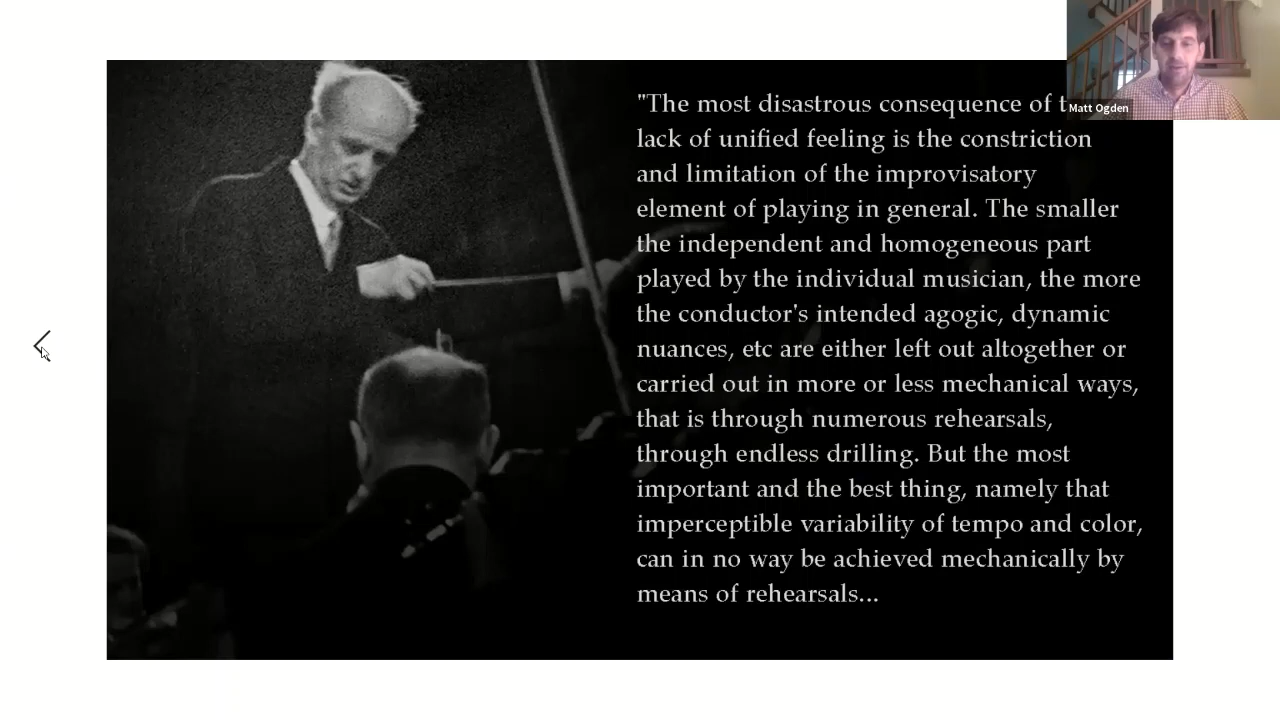 "The most disastrous consequence of
lack of unified feeling is the constriction
and limitation of the improvisatory
element of playing in general. The smaller
the independent and homogeneous part
played by the individual musician, the more
the conductor's intended agogic, dynamic
nuances, etc are either left out altogether or
carried out in more or less mechanical ways,
that is through numerous rehearsals,
through endless drilling. But the most
important and the best thing, namely that
imperceptible variability of tempo and color,
can in no way be achieved mechanically by
means of rehearsals...
Matt Ogden